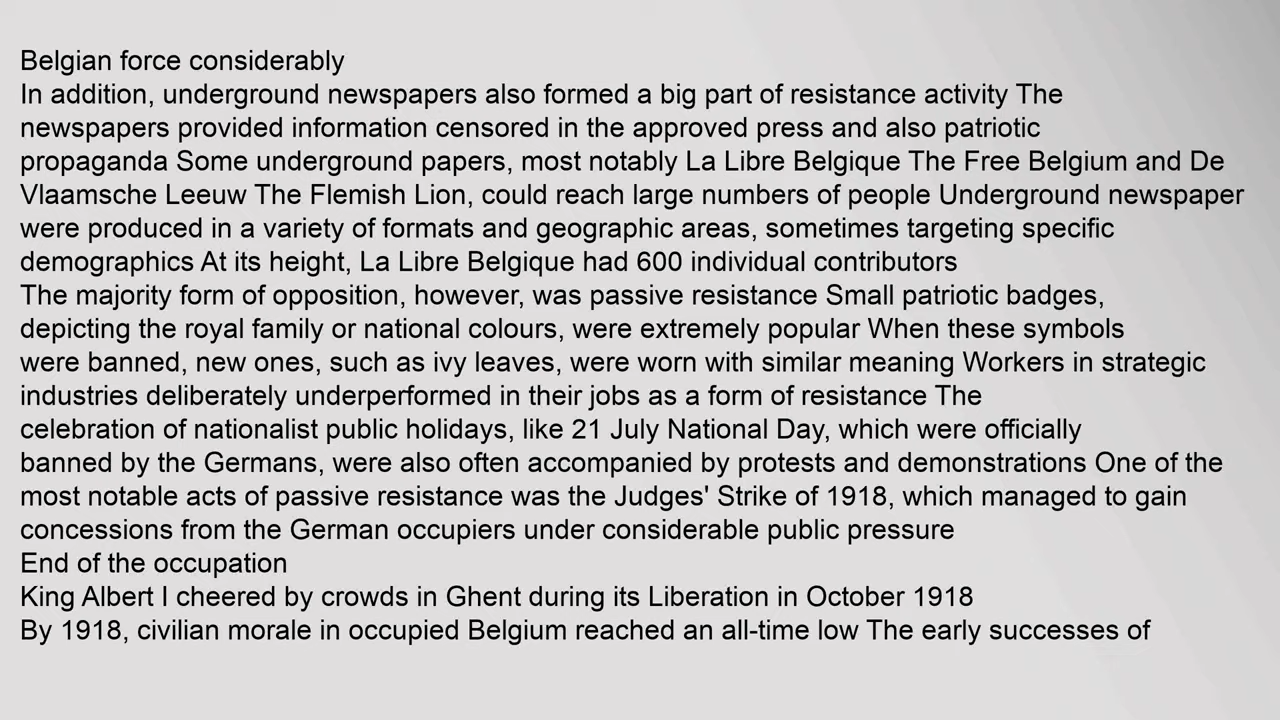 Belgian force considerably
In addition, underground newspapers also formed a big part of resistance activity The
newspapers provided information censored in the approved press and also patriotic
propaganda Some underground papers, most notably La Libre Belgique The Free Belgium and De
Vlaamsche Leeuw The Flemish Lion, could reach large numbers of people Underground newspaper
were produced in a variety of formats and geographic areas, sometimes targeting specific
demographics At its height, La Libre Belgique had 600 individual contributors
The majority form of opposition, however, was passive resistance Small patriotic badges,
depicting the royal family or national colours, were extremely popular When these symbols
were banned, new ones, such as ivy leaves, were worn with similar meaning Workers in strategic
industries deliberately underperformed in their jobs as a form of resistance The
celebration of nationalist public holidays, like 21 July National Day, which were officially
banned by the Germans, were also often accompanied by protests and demonstrations One of the
most notable acts of passive resistance was the Judges' Strike of 1918, which managed to gain
concessions from the German occupiers under considerable public pressure
End of the occupation
King Albert I cheered by crowds in Ghent during its Liberation in October 1918
By 1918, civilian morale in occupied Belgium reached an all-time low The early successes of